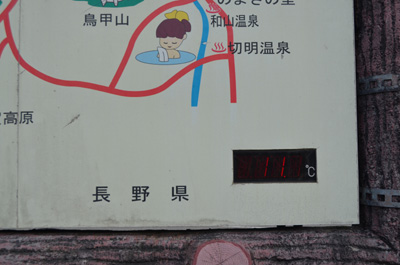 のよさの里
鳥甲山
和山温泉
切明温泉
高原
11 ℃
長野県